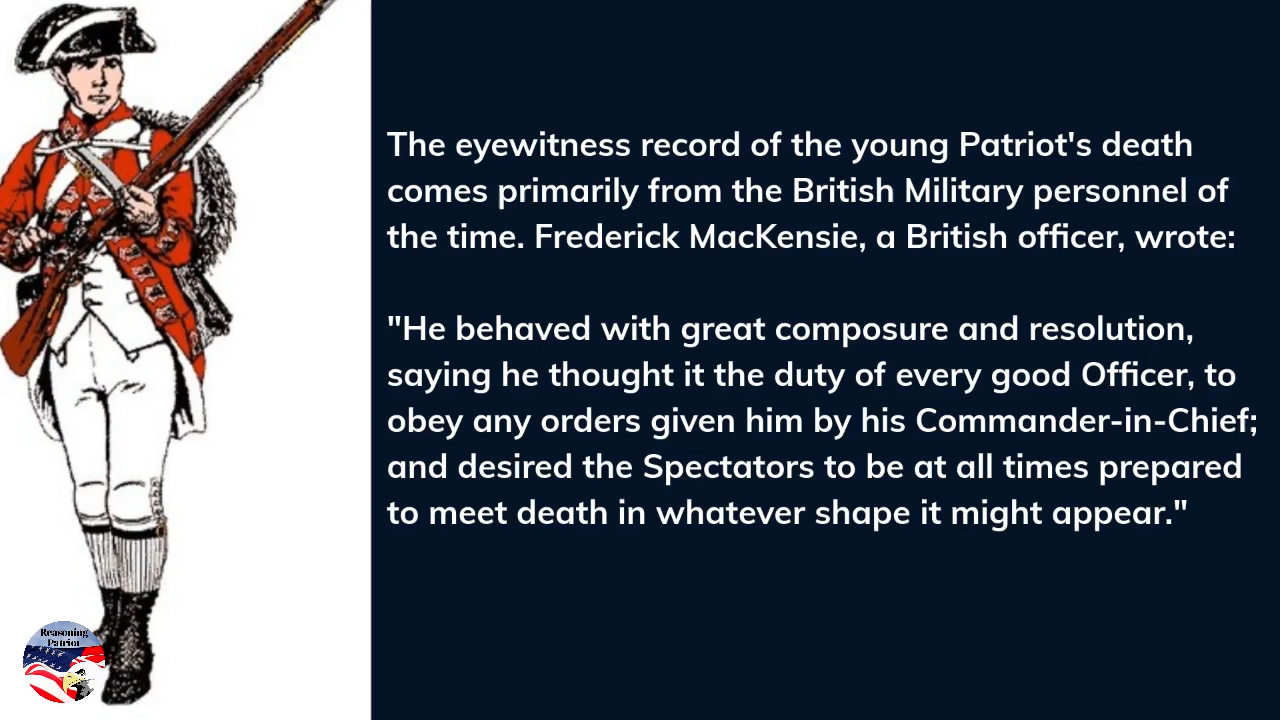 The eyewitness record of the young Patriot's death
comes primarily from the British Military personnel of
the time. Frederick MacKensie, a British officer, wrote:
"He behaved with great composure and resolution,
saying he thought it the duty of every good Officer, to
obey any orders given him by his Commander-in-Chief;
and desired the Spectators to be at all times prepared
to meet death in whatever shape it might appear."
Reasoning
Patriot